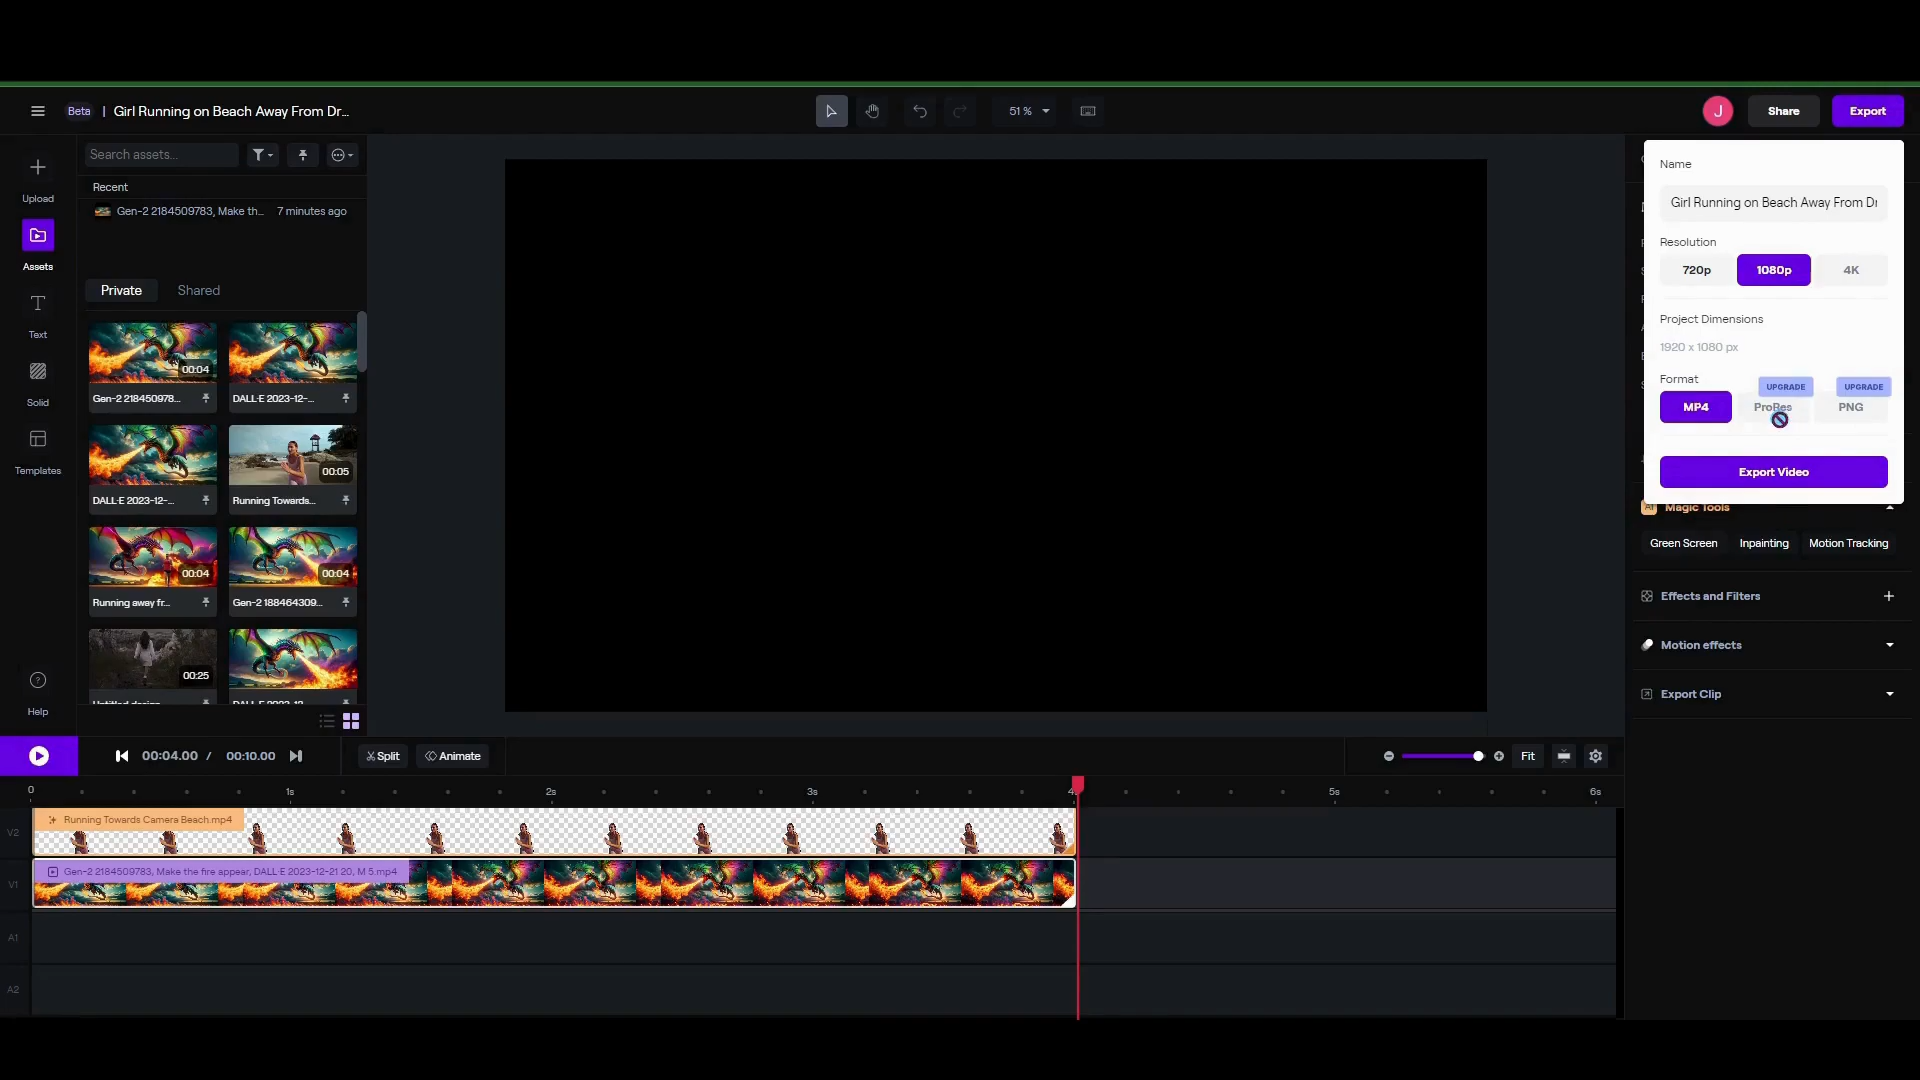 Beta | Girl Running on Beach Away From Dr...
51 %
J
Share
Export
Upload
Assets
Text
Solid
Templates
Help
Search assets...
Recent
Gen-2 2184509783, Make th... 7 minutes ago
Private Shared
00:04
Gen-2 218450978... DALL·E 2023-12-...
00:05
DALL·E 2023-12-... Running Towards...
00:04 00:04
Running away fr... Gen-2 188464309...
00:25
Name
Girl Running on Beach Away From Dr
Resolution
720p 1080p 4K
Project Dimensions
1920 x 1080 px
Format
UPGRADE UPGRADE
MP4 ProRes PNG
Export Video
Magic Tools
Green Screen Inpainting Motion Tracking
Effects and Filters
Motion effects
Export Clip
00:04.00 / 00:10.00
Split Animate
Fit
0 1s 2s 3s 5s 6s
V2
Running Towards Camera Beach.mp4
V1
Gen-2 2184509783, Make the fire appear, DALL·E 2023-12-21 20, M 5.mp4
A1
A2